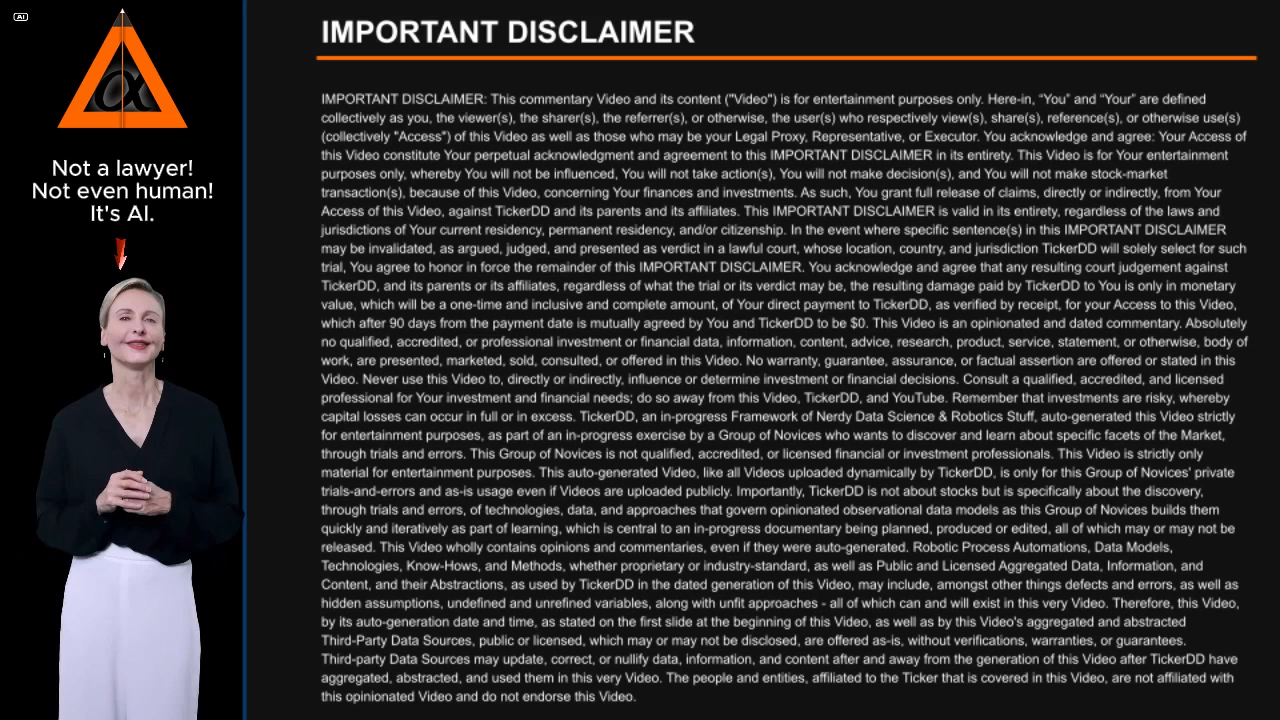 AI
α
Not a lawyer!
Not even human!
It's AI.
IMPORTANT DISCLAIMER
IMPORTANT DISCLAIMER: This commentary Video and its content ("Video") is for entertainment purposes only. Here-in, “You” and “Your” are defined
collectively as you, the viewer(s), the sharer(s), the referrer(s), or otherwise, the user(s) who respectively view(s), share(s), reference(s), or otherwise use(s)
(collectively "Access") of this Video as well as those who may be your Legal Proxy, Representative, or Executor. You acknowledge and agree: Your Access of
this Video constitute Your perpetual acknowledgment and agreement to this IMPORTANT DISCLAIMER in its entirety. This Video is for Your entertainment
purposes only, whereby You will not be influenced, You will not take action(s), You will not make decision(s), and You will not make stock-market
transaction(s), because of this Video, concerning Your finances and investments. As such, You grant full release of claims, directly or indirectly, from Your
Access of this Video, against TickerDD and its parents and its affiliates. This IMPORTANT DISCLAIMER is valid in its entirety, regardless of the laws and
jurisdictions of Your current residency, permanent residency, and/or citizenship. In the event where specific sentence(s) in this IMPORTANT DISCLAIMER
may be invalidated, as argued, judged, and presented as verdict in a lawful court, whose location, country, and jurisdiction TickerDD will solely select for such
trial, You agree to honor in force the remainder of this IMPORTANT DISCLAIMER. You acknowledge and agree that any resulting court judgement against
TickerDD, and its parents or its affiliates, regardless of what the trial or its verdict may be, the resulting damage paid by TickerDD to You is only in monetary
value, which will be a one-time and inclusive and complete amount, of Your direct payment to TickerDD, as verified by receipt, for your Access to this Video,
which after 90 days from the payment date is mutually agreed by You and TickerDD to be $0. This Video is an opinionated and dated commentary. Absolutely
no qualified, accredited, or professional investment or financial data, information, content, advice, research, product, service, statement, or otherwise, body of
work, are presented, marketed, sold, consulted, or offered in this Video. No warranty, guarantee, assurance, or factual assertion are offered or stated in this
Video. Never use this Video to, directly or indirectly, influence or determine investment or financial decisions. Consult a qualified, accredited, and licensed
professional for Your investment and financial needs; do so away from this Video, TickerDD, and YouTube. Remember that investments are risky, whereby
capital losses can occur in full or in excess. TickerDD, an in-progress Framework of Nerdy Data Science & Robotics Stuff, auto-generated this Video strictly
for entertainment purposes, as part of an in-progress exercise by a Group of Novices who wants to discover and learn about specific facets of the Market,
through trials and errors. This Group of Novices is not qualified, accredited, or licensed financial or investment professionals. This Video is strictly only
material for entertainment purposes. This auto-generated Video, like all Videos uploaded dynamically by TickerDD, is only for this Group of Novices' private
trials-and-errors and as-is usage even if Videos are uploaded publicly. Importantly, TickerDD is not about stocks but is specifically about the discovery,
through trials and errors, of technologies, data, and approaches that govern opinionated observational data models as this Group of Novices builds them
quickly and iteratively as part of learning, which is central to an in-progress documentary being planned, produced or edited, all of which may or may not be
released. This Video wholly contains opinions and commentaries, even if they were auto-generated. Robotic Process Automations, Data Models,
Technologies, Know-Hows, and Methods, whether proprietary or industry-standard, as well as Public and Licensed Aggregated Data, Information, and
Content, and their Abstractions, as used by TickerDD in the dated generation of this Video, may include, amongst other things defects and errors, as well as
hidden assumptions, undefined and unrefined variables, along with unfit approaches - all of which can and will exist in this very Video. Therefore, this Video,
by its auto-generation date and time, as stated on the first slide at the beginning of this Video, as well as by this Video's aggregated and abstracted
Third-Party Data Sources, public or licensed, which may or may not be disclosed, are offered as-is, without verifications, warranties, or guarantees.
Third-party Data Sources may update, correct, or nullify data, information, and content after and away from the generation of this Video after TickerDD have
aggregated, abstracted, and used them in this very Video. The people and entities, affiliated to the Ticker that is covered in this Video, are not affiliated with
this opinionated Video and do not endorse this Video.